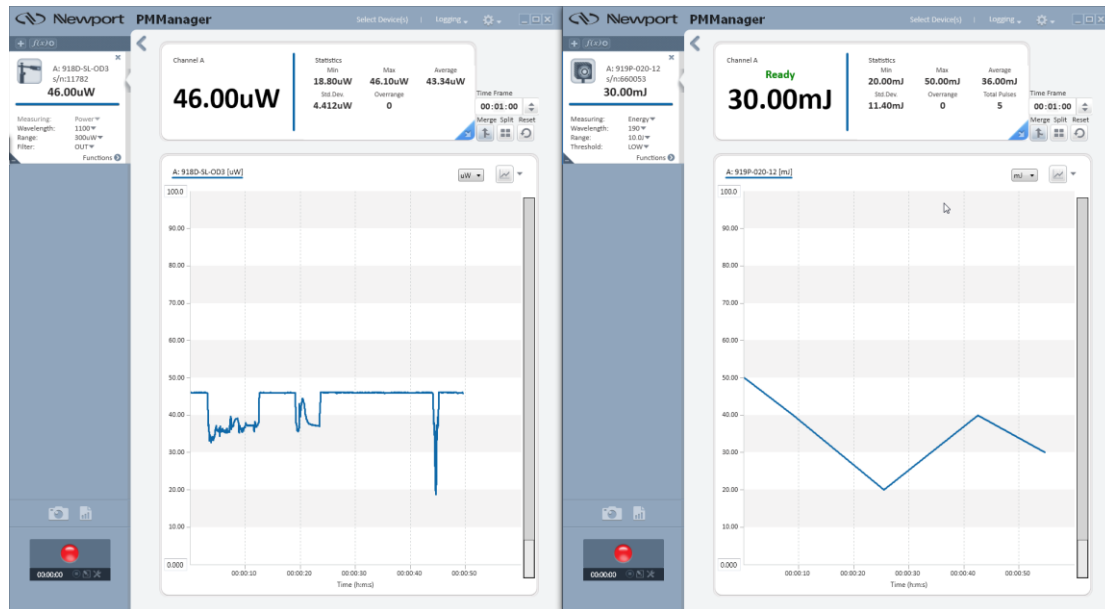 Newport PMManager
Select Device(s) | Logging
f(x)
A: 918D-SL-OD3
s/n:11782
46.00uW
Measuring: Power
Wavelength: 1100
Range: 300uW
Filter: OUT
Functions
Channel A
46.00uW
Statistics
Min Max Average
18.80uW 46.10uW 43.34uW
Std.Dev. Overrange
4.412uW 0
Time Frame
00:01:00
Merge Split Reset
A: 918D-SL-OD3 [uW]
uW
100.0
90.00
80.00
70.00
60.00
50.00
40.00
30.00
20.00
10.00
0.000
00:00:10 00:00:20 00:00:30 00:00:40 00:00:50
Time (h:m:s)
00:00:00
Newport PMManager
Select Device(s) | Logging
f(x)
A: 919P-020-12
s/n:660053
30.00mJ
Measuring: Energy
Wavelength: 190
Range: 10.0J
Threshold: LOW
Functions
Channel A
Ready
30.00mJ
Statistics
Min Max Average
20.00mJ 50.00mJ 36.00mJ
Std.Dev. Overrange Total Pulses
11.40mJ 0 5
Time Frame
00:01:00
Merge Split Reset
A: 919P-020-12 [mJ]
mJ
100.0
90.00
80.00
70.00
60.00
50.00
40.00
30.00
20.00
10.00
0.000
00:00:10 00:00:20 00:00:30 00:00:40 00:00:50
Time (h:m:s)
00:00:00